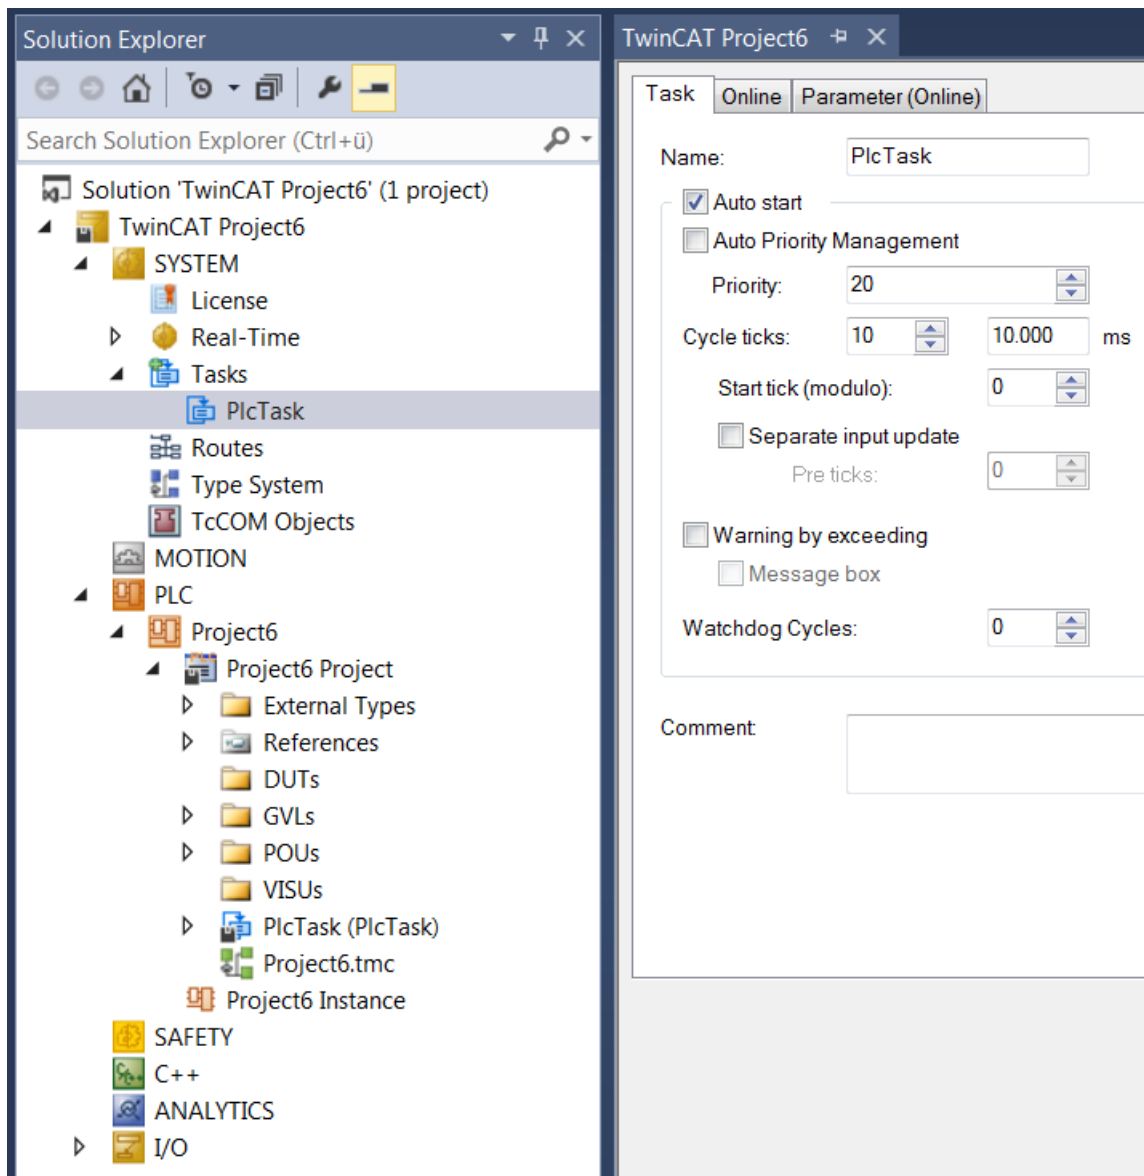 Solution Explorer
Search Solution Explorer (Ctrl+ü)
Solution 'TwinCAT Project6' (1 project)
TwinCAT Project6
SYSTEM
License
Real-Time
Tasks
PlcTask
Routes
Type System
TcCOM Objects
MOTION
PLC
Project6
Project6 Project
External Types
References
DUTs
GVLs
POUs
VISUs
PlcTask (PlcTask)
Project6.tmc
Project6 Instance
SAFETY
C++
ANALYTICS
I/O
TwinCAT Project6
Task Online Parameter (Online)
Name: PlcTask
Auto start
Auto Priority Management
Priority: 20
Cycle ticks: 10 10.000 ms
Start tick (modulo): 0
Separate input update
Pre ticks: 0
Warning by exceeding
Message box
Watchdog Cycles: 0
Comment: